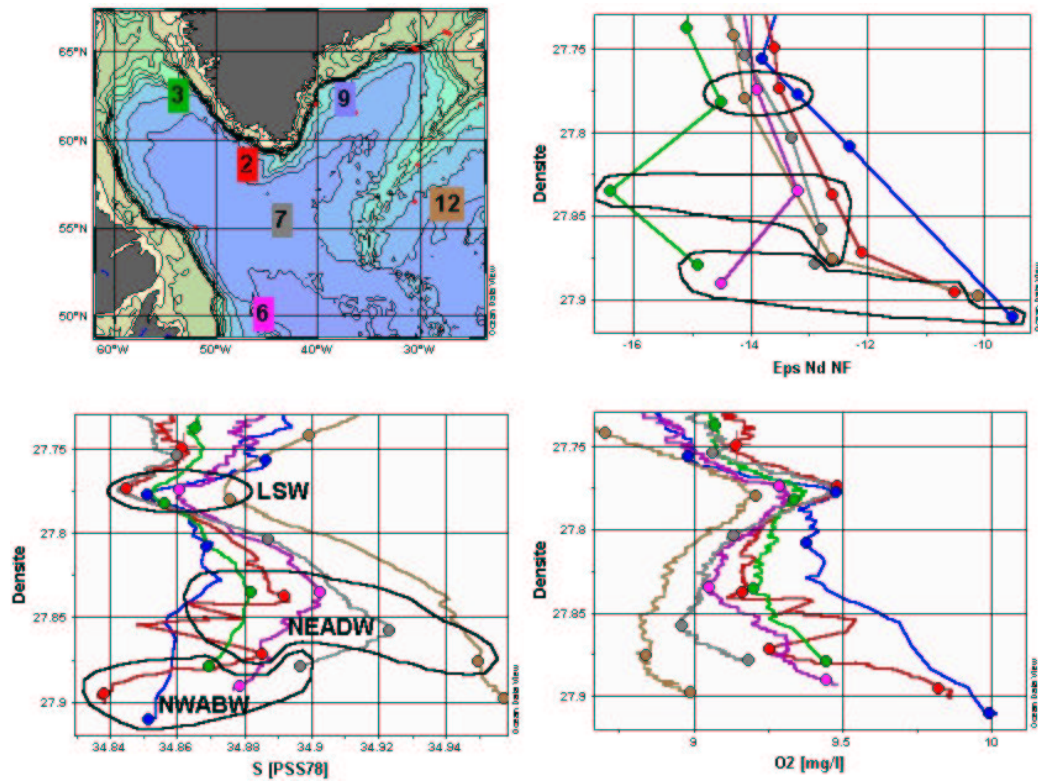 65°N
60°N
55°N
50°N
60°W
50°W
40°W
30°W
3
9
2
12
7
6
Ocean Data View
27.76
27.8
27.85
27.9
Densite
-16
-14
-12
-10
Eps Nd NF
Ocean Data View
27.75
27.8
27.85
27.9
Densite
LSW
NEADW
NWABW
34.84
34.86
34.88
34.9
34.92
34.94
S [PSS78]
Ocean Data View
27.75
27.8
27.85
27.9
Densite
9
9.5
10
O2 [mg/l]
Ocean Data View